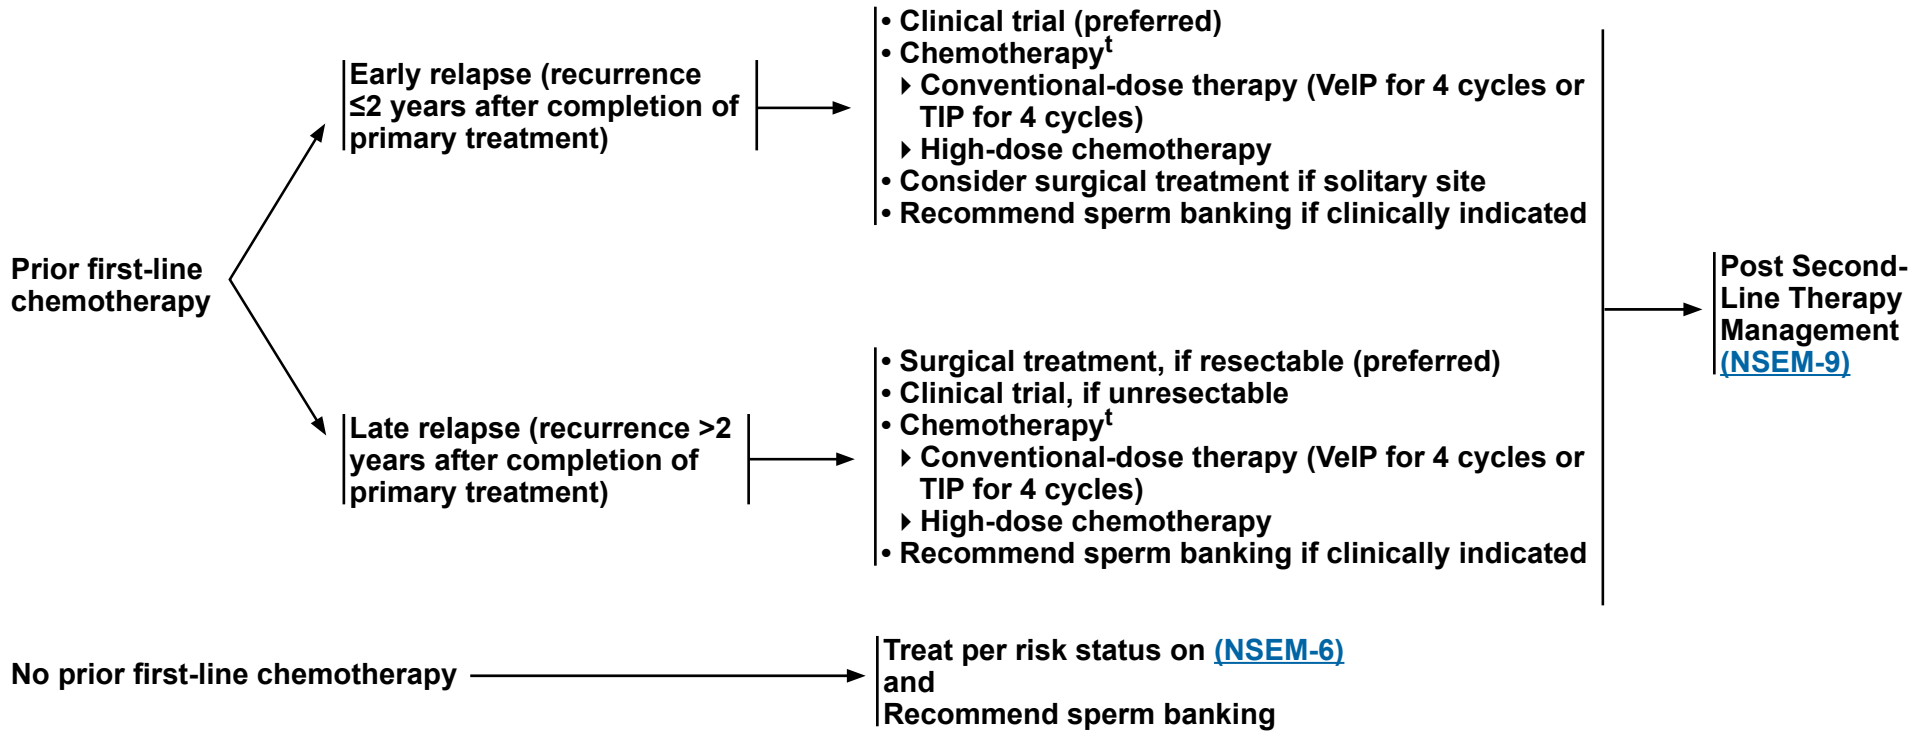 Prior first-line
chemotherapy
Early relapse (recurrence
≤2 years after completion of
primary treatment)
• Clinical trial (preferred)
• Chemotherapyᵗ
▸ Conventional-dose therapy (VeIP for 4 cycles or
TIP for 4 cycles)
▸ High-dose chemotherapy
• Consider surgical treatment if solitary site
• Recommend sperm banking if clinically indicated
Late relapse (recurrence >2
years after completion of
primary treatment)
• Surgical treatment, if resectable (preferred)
• Clinical trial, if unresectable
• Chemotherapyᵗ
▸ Conventional-dose therapy (VeIP for 4 cycles or
TIP for 4 cycles)
▸ High-dose chemotherapy
• Recommend sperm banking if clinically indicated
Post Second-
Line Therapy
Management
(NSEM-9)
No prior first-line chemotherapy
Treat per risk status on (NSEM-6)
and
Recommend sperm banking